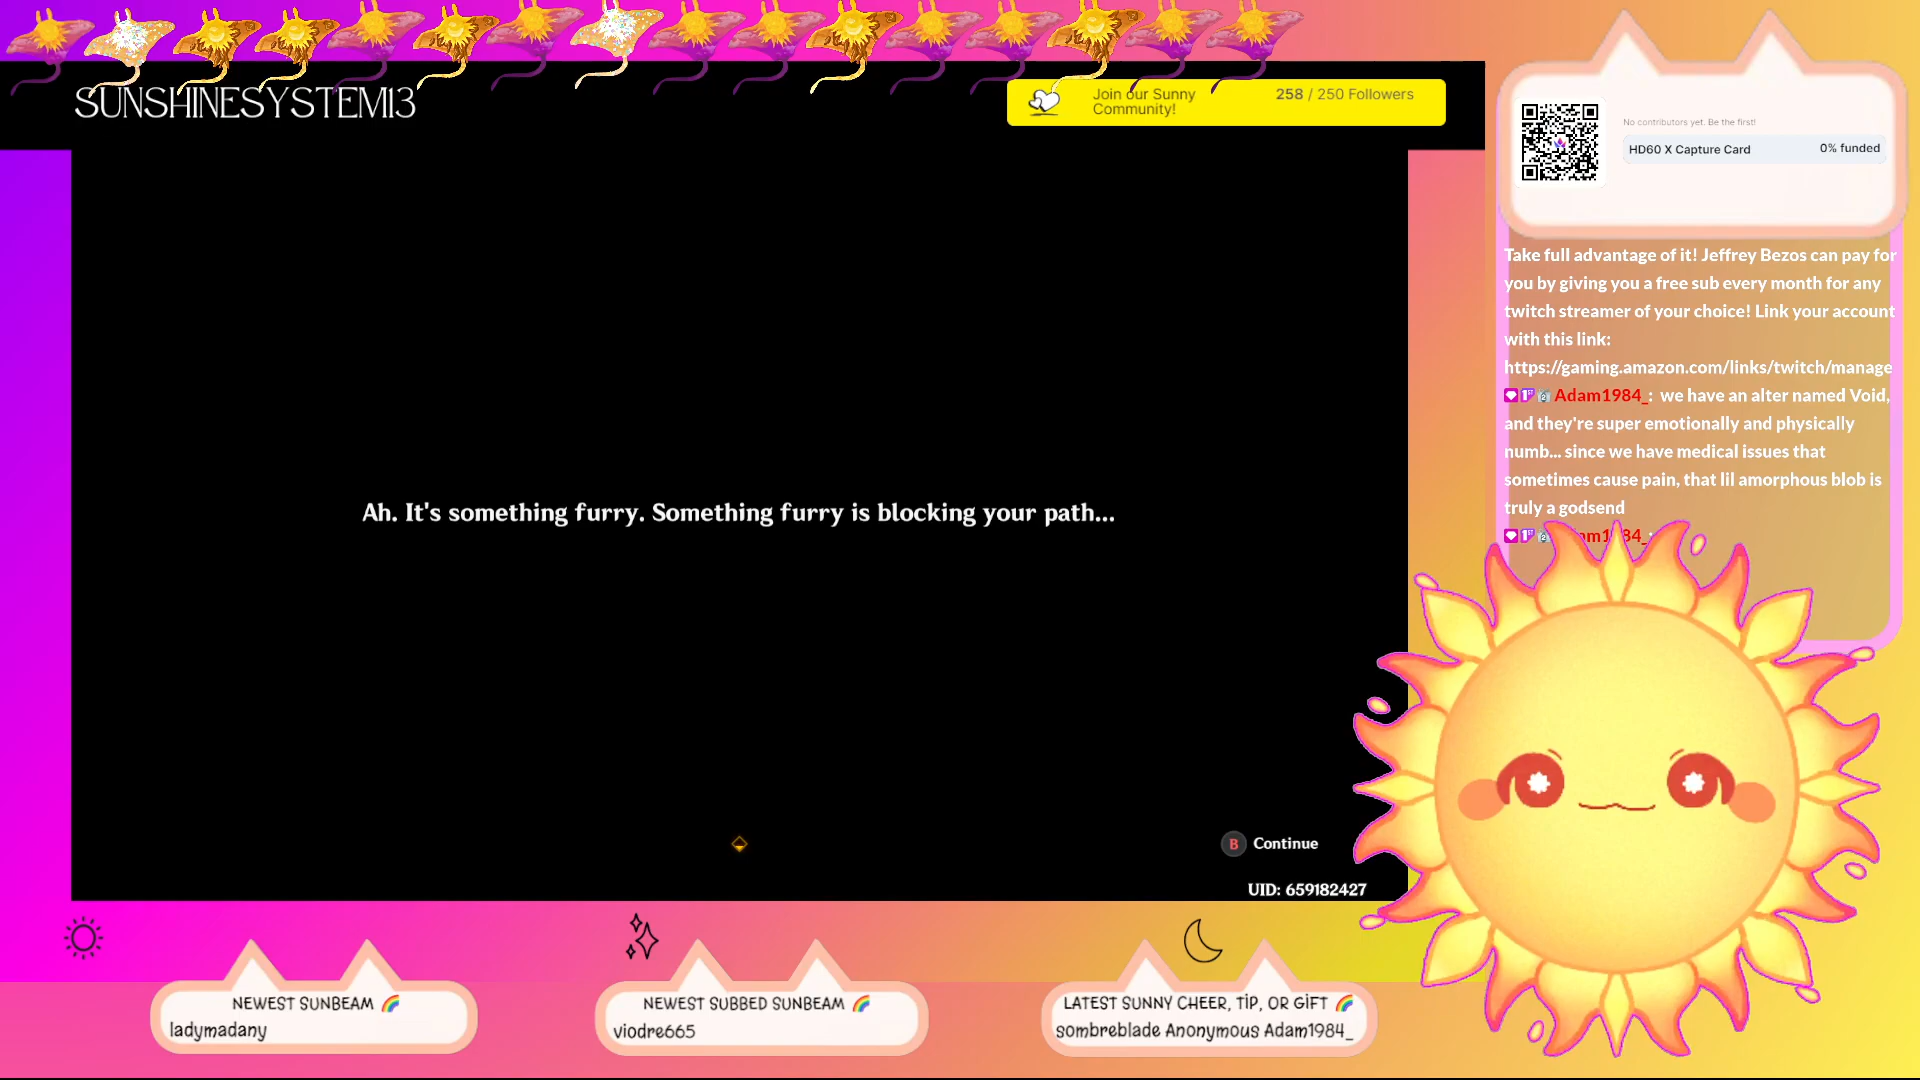 SUNSHINESYSTEM13
Join our Sunny
Community!
258 / 250 Followers
No contributors yet. Be the first!
HD60 X Capture Card 0% funded
Take full advantage of it! Jeffrey Bezos can pay for
you by giving you a free sub every month for any
twitch streamer of your choice! Link your account
with this link:
https://gaming.amazon.com/links/twitch/manage
Adam1984_: we have an alter named Void,
and they're super emotionally and physically
numb... since we have medical issues that
sometimes cause pain, that lil amorphous blob is
truly a godsend
Ah. It's something furry. Something furry is blocking your path...
B Continue
UID: 659182427
NEWEST SUNBEAM 🌈
ladymadany
NEWEST SUBBED SUNBEAM 🌈
viodre665
LATEST SUNNY CHEER, TIP, OR GIFT 🌈
sombreblade Anonymous Adam1984_